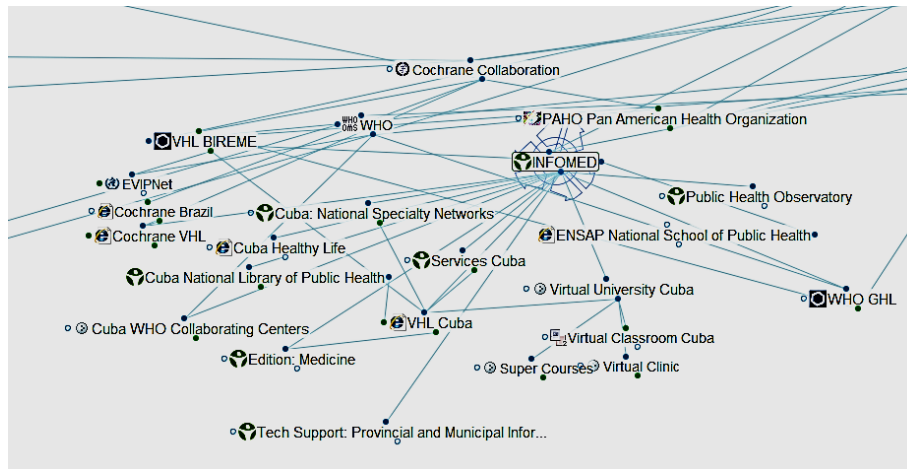 Cochrane Collaboration
WHO OMS WHO
PAHO Pan American Health Organization
VHL BIREME
INFOMED
EVIPNet
Public Health Observatory
Cochrane Brazil
Cuba: National Specialty Networks
Cochrane VHL
Cuba Healthy Life
ENSAP National School of Public Health
Services Cuba
Cuba National Library of Public Health
Virtual University Cuba
WHO GHL
Cuba WHO Collaborating Centers
VHL Cuba
Virtual Classroom Cuba
Edition: Medicine
Super Courses
Virtual Clinic
Tech Support: Provincial and Municipal Infor...